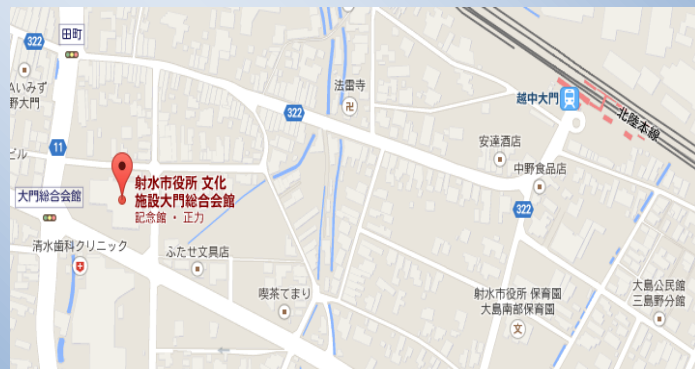 田町
322
Aいみず
野大門
法雷寺
卍
越中大門
北陸本線
322
安達酒店
中野食品店
11
ビル
射水市役所 文化
施設大門総合会館
記念館・正力
大門総合会館
322
清水歯科クリニック
ふたせ文具店
喫茶てまり
射水市役所 保育園
大島南部保育園
文
大島公民館
三島野分館